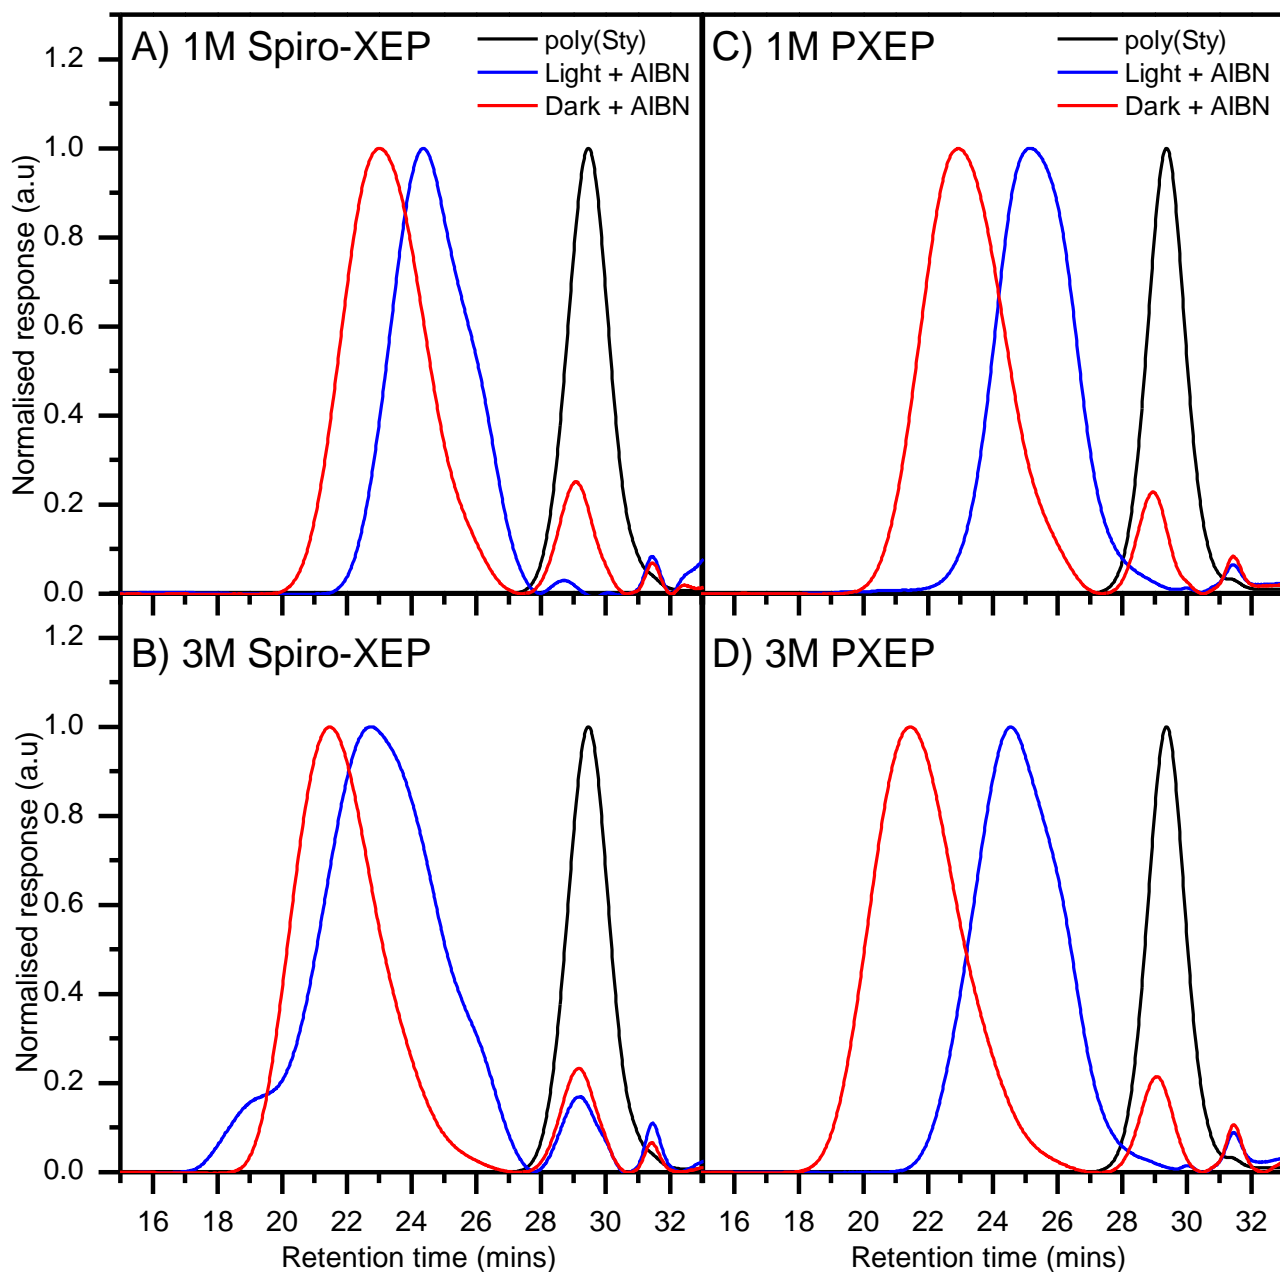 A) 1M Spiro-XEP
poly(Sty)
Light + AIBN
Dark + AIBN
C) 1M PXEP
poly(Sty)
Light + AIBN
Dark + AIBN
Normalised response (a.u)
1.2
1.0
0.8
0.6
0.4
0.2
0.0
B) 3M Spiro-XEP
D) 3M PXEP
Normalised response (a.u)
1.2
1.0
0.8
0.6
0.4
0.2
0.0
16 18 20 22 24 26 28 30 32
16 18 20 22 24 26 28 30 32
Retention time (mins)
Retention time (mins)